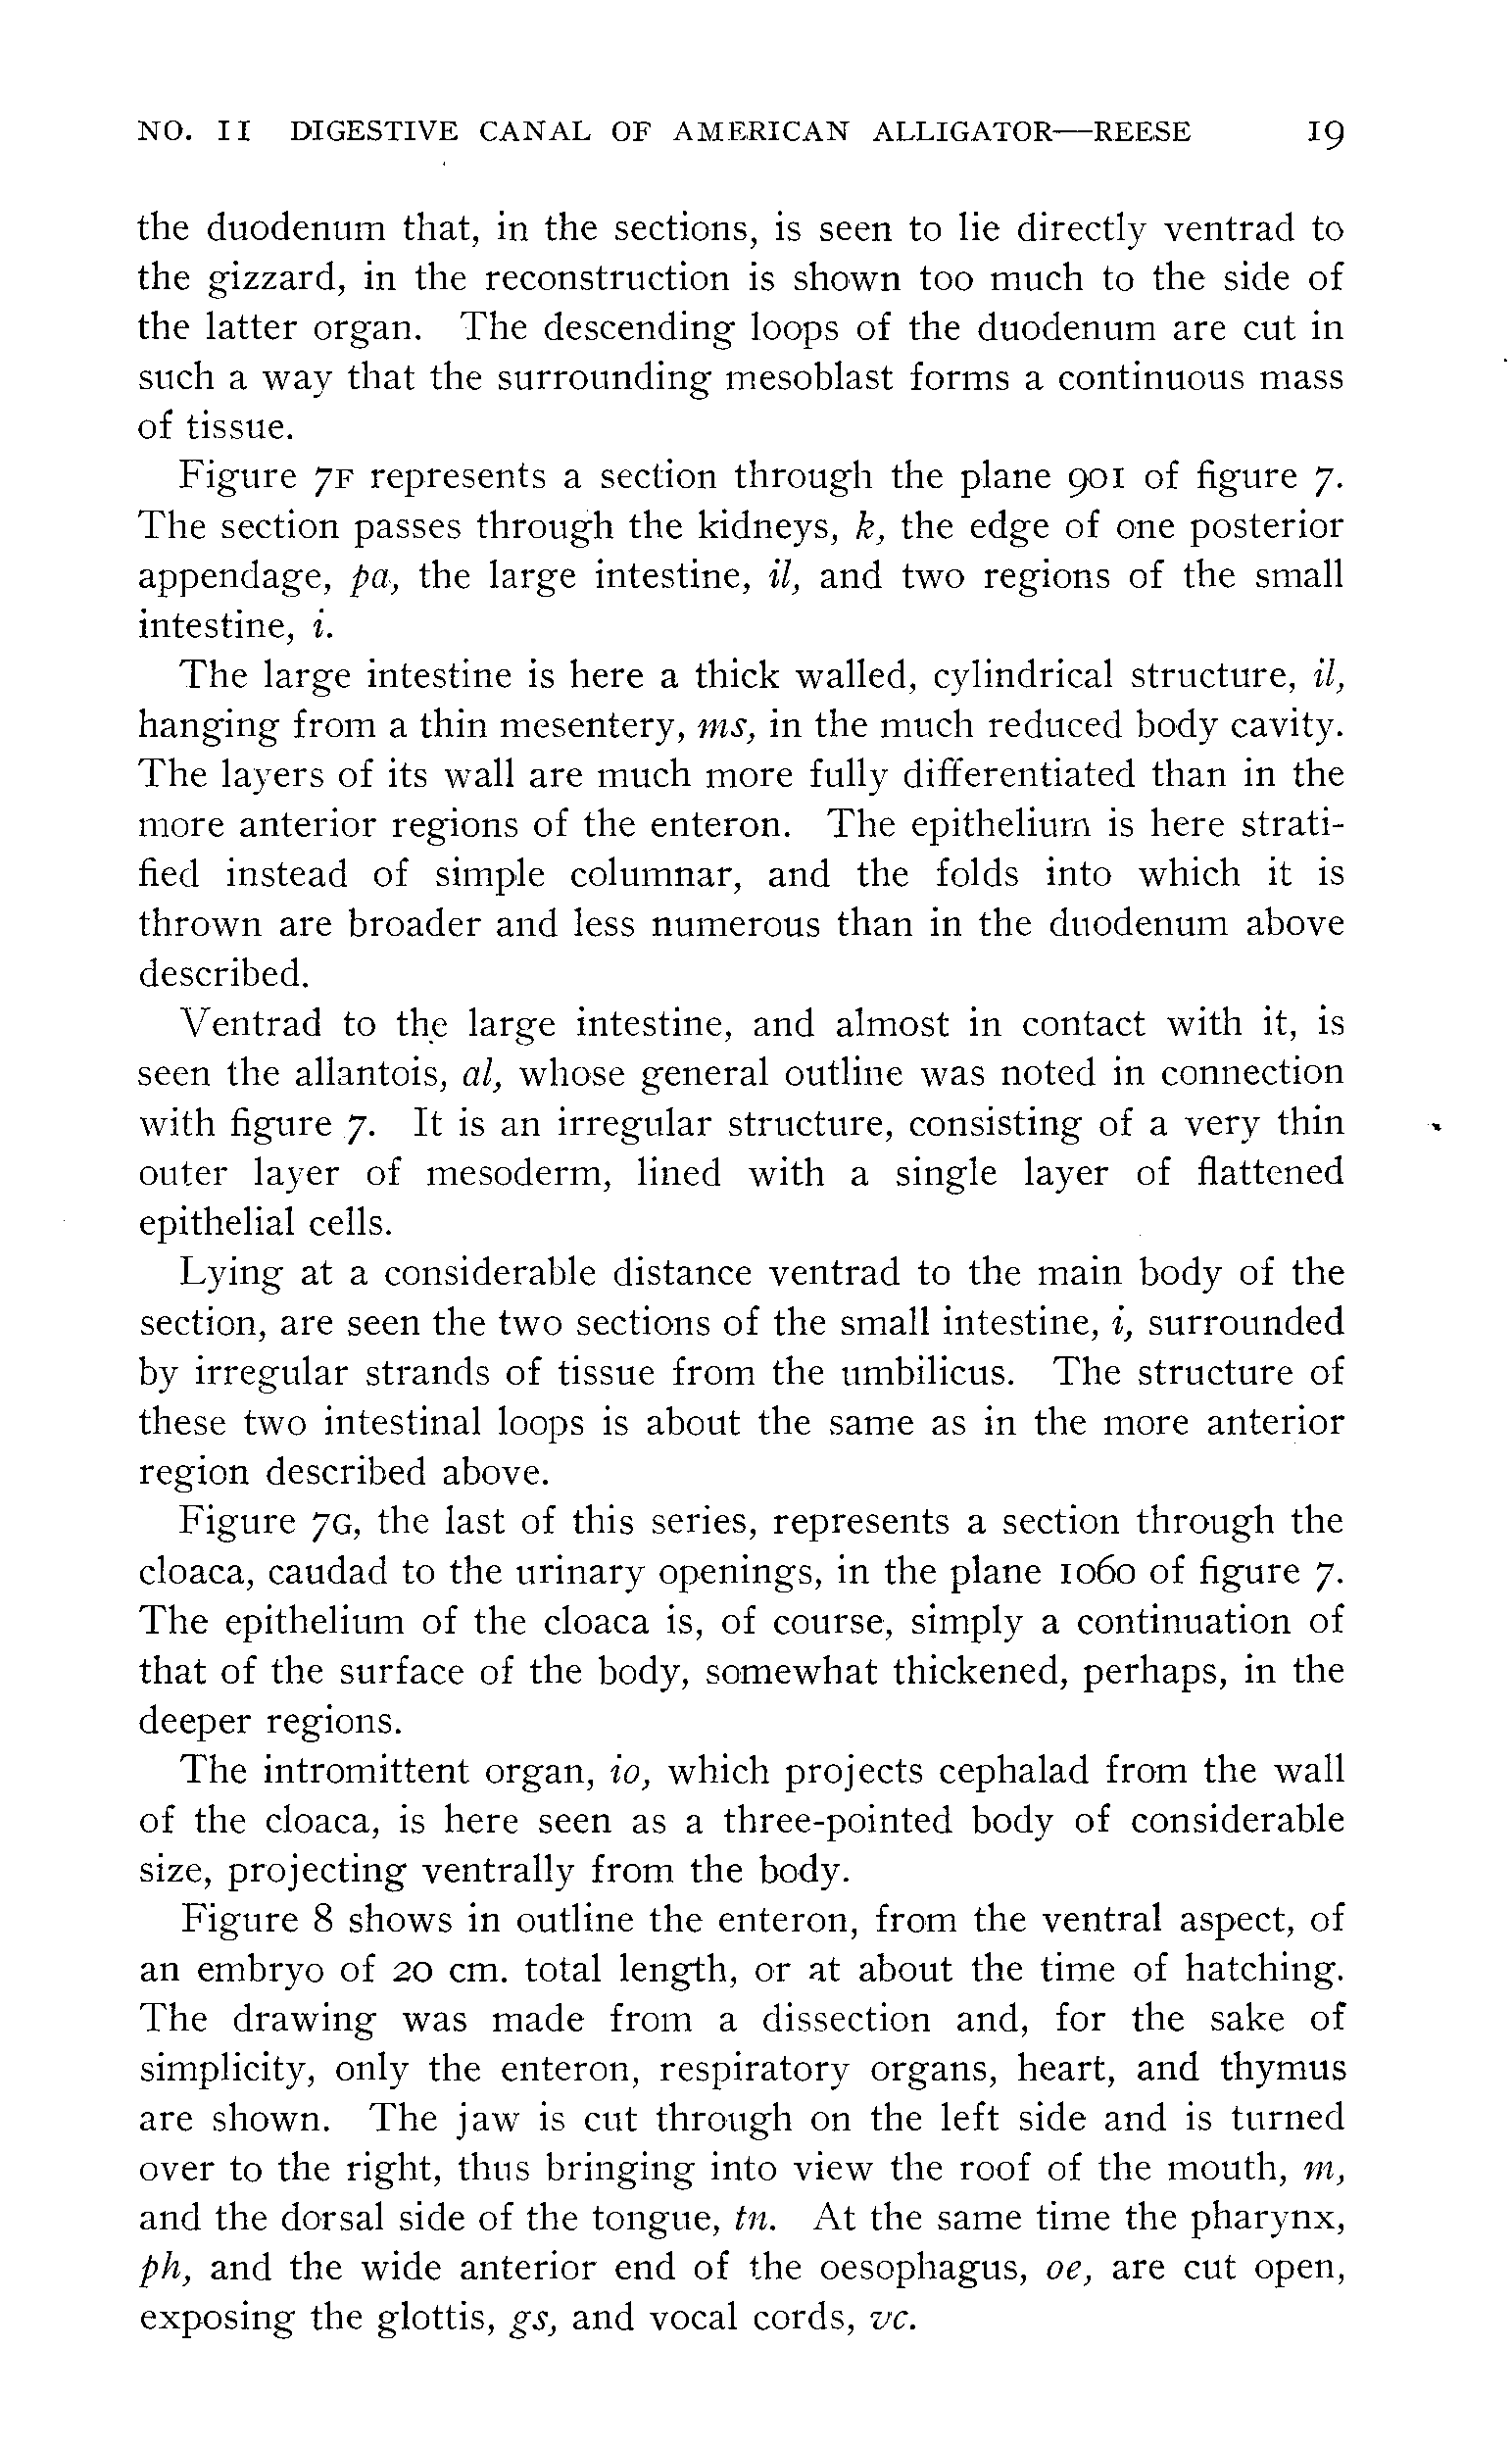 NO. II DIGESTIVE CANAL OF AMERICAN ALLIGATOR—REESE 19
the duodenum that, in the sections, is seen to lie directly ventrad to
the gizzard, in the reconstruction is shown too much to the side of
the latter organ. The descending loops of the duodenum are cut in
such a way that the surrounding mesoblast forms a continuous mass
of tissue.
Figure 7F represents a section through the plane 901 of figure 7.
The section passes through the kidneys, k, the edge of one posterior
appendage, pa, the large intestine, il, and two regions of the small
intestine, i.
The large intestine is here a thick walled, cylindrical structure, il,
hanging from a thin mesentery, ms, in the much reduced body cavity.
The layers of its wall are much more fully differentiated than in the
more anterior regions of the enteron. The epithelium is here strati-
fied instead of simple columnar, and the folds into which it is
thrown are broader and less numerous than in the duodenum above
described.
Ventrad to the large intestine, and almost in contact with it, is
seen the allantois, al, whose general outline was noted in connection
with figure 7. It is an irregular structure, consisting of a very thin
outer layer of mesoderm, lined with a single layer of flattened
epithelial cells.
Lying at a considerable distance ventrad to the main body of the
section, are seen the two sections of the small intestine, i, surrounded
by irregular strands of tissue from the umbilicus. The structure of
these two intestinal loops is about the same as in the more anterior
region described above.
Figure 7G, the last of this series, represents a section through the
cloaca, caudad to the urinary openings, in the plane 1060 of figure 7.
The epithelium of the cloaca is, of course, simply a continuation of
that of the surface of the body, somewhat thickened, perhaps, in the
deeper regions.
The intromittent organ, io, which projects cephalad from the wall
of the cloaca, is here seen as a three-pointed body of considerable
size, projecting ventrally from the body.
Figure 8 shows in outline the enteron, from the ventral aspect, of
an embryo of 20 cm. total length, or at about the time of hatching.
The drawing was made from a dissection and, for the sake of
simplicity, only the enteron, respiratory organs, heart, and thymus
are shown. The jaw is cut through on the left side and is turned
over to the right, thus bringing into view the roof of the mouth, m,
and the dorsal side of the tongue, tn. At the same time the pharynx,
ph, and the wide anterior end of the oesophagus, oe, are cut open,
exposing the glottis, gs, and vocal cords, vc.